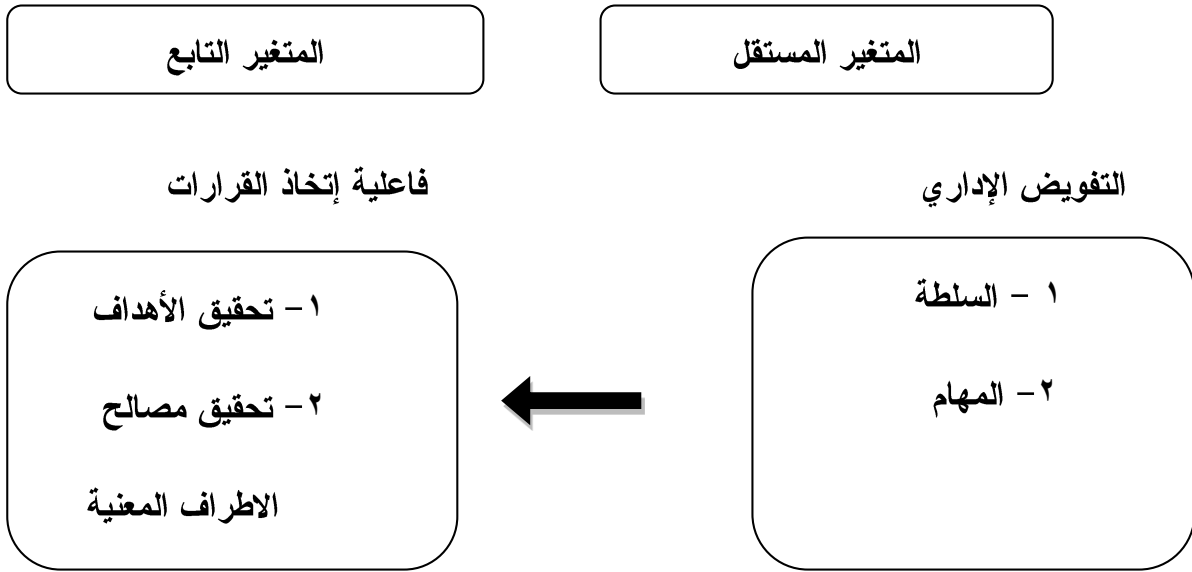 المتغير المستقل
المتغير التابع
التفويض الإداري
فاعلية إتخاذ القرارات
١ - السلطة
٢- المهام
١- تحقيق الأهداف
٢- تحقيق مصالح
الاطراف المعنية